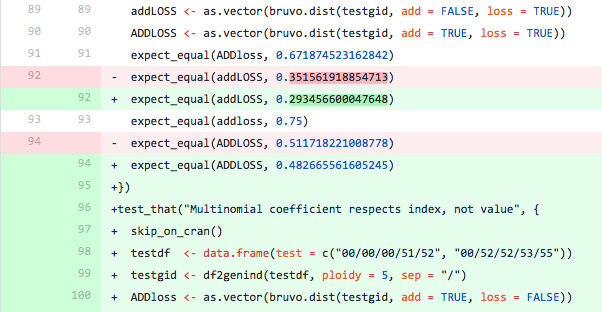 89 89 addLOSS <- as.vector(bruvo.dist(testgid, add = FALSE, loss = TRUE))
90 90 ADDLOSS <- as.vector(bruvo.dist(testgid, add = TRUE, loss = TRUE))
91 91 expect_equal(ADDloss, 0.671874523162842)
92 - expect_equal(addLOSS, 0.351561918854713)
92 + expect_equal(addLOSS, 0.293456600047648)
93 93 expect_equal(addloss, 0.75)
94 - expect_equal(ADDLOSS, 0.511718221008778)
94 + expect_equal(ADDLOSS, 0.482665561605245)
95 +})
96 +test_that("Multinomial coefficient respects index, not value", {
97 + skip_on_cran()
98 + testdf <- data.frame(test = c("00/00/00/51/52", "00/52/52/53/55"))
99 + testgid <- df2genind(testdf, ploidy = 5, sep = "/")
100 + ADDloss <- as.vector(bruvo.dist(testgid, add = TRUE, loss = FALSE))